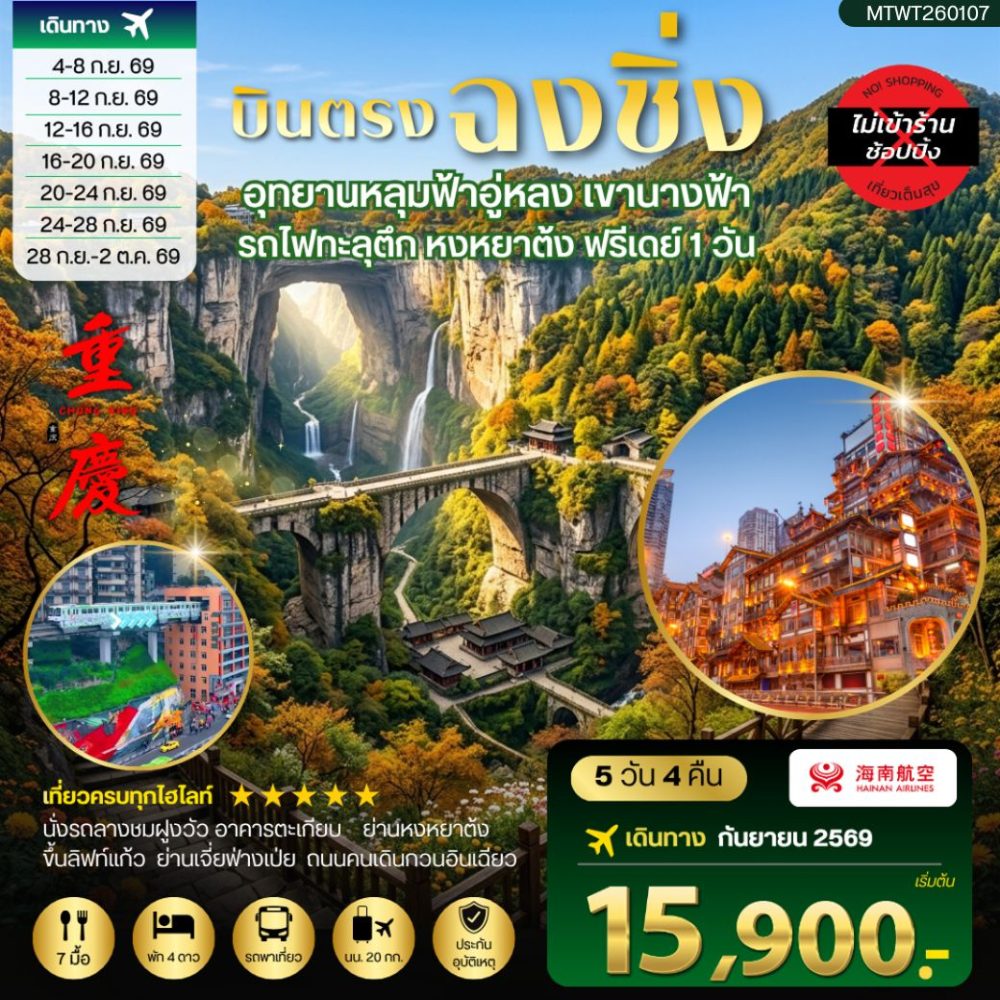 MTWT260107
เดินทาง
4-8 ก.ย. 69
8-12 ก.ย. 69
12-16 ก.ย. 69
16-20 ก.ย. 69
20-24 ก.ย. 69
24-28 ก.ย. 69
28 ก.ย.-2 ต.ค. 69
บินตรง ฉงชิ่ง
อุทยานหลุมฟ้าอู่หลง เขานางฟ้า
รถไฟทะลุตึก หงหยาต้ง ฟรีเดย์ 1 วัน
NO! SHOPPING
ไม่เข้าร้าน
ช้อปปิ้ง
เที่ยวเต็มสุข
重
CHONG QING
重庆
慶
เที่ยวครบทุกไฮไลท์
นั่งรถลางชมฝูงวัว อาคารตะเกียบ ย่านหงหยาต้ง
ขึ้นลิฟท์แก้ว ย่านเจี่ยฟางเป่ย ถนนคนเดินกวนอินเฉียว
7 มื้อ
พัก 4 ดาว
รถพาเที่ยว
นน. 20 กก.
ประกัน
อุบัติเหตุ
5 วัน 4 คืน
海南航空
HAINAN AIRLINES
เดินทาง กันยายน 2569
เริ่มต้น
15,900.-